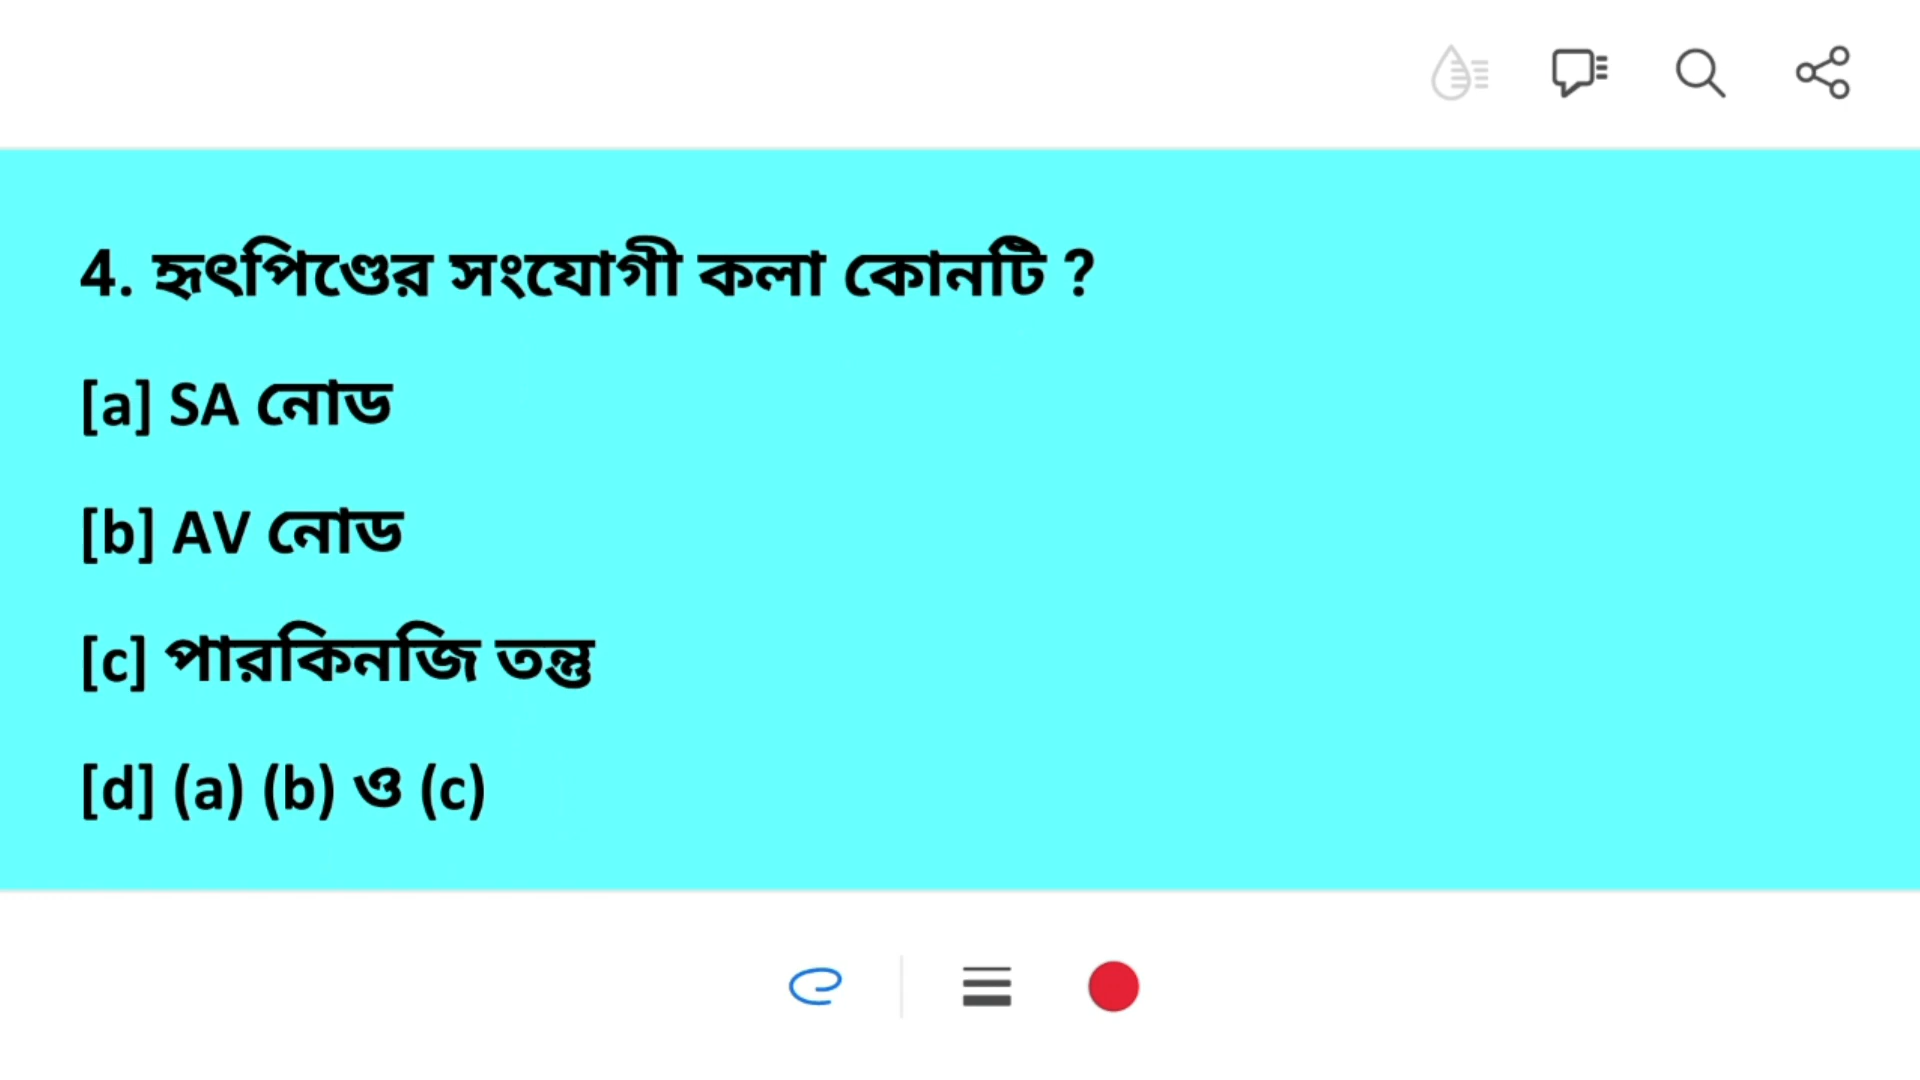 4. হৃৎপিণ্ডের সংযোগী কলা কোনটি ?
[a] SA নোড
[b] AV নোড
[c] পারকিনজি তন্তু
[d] (a) (b) ও (c)